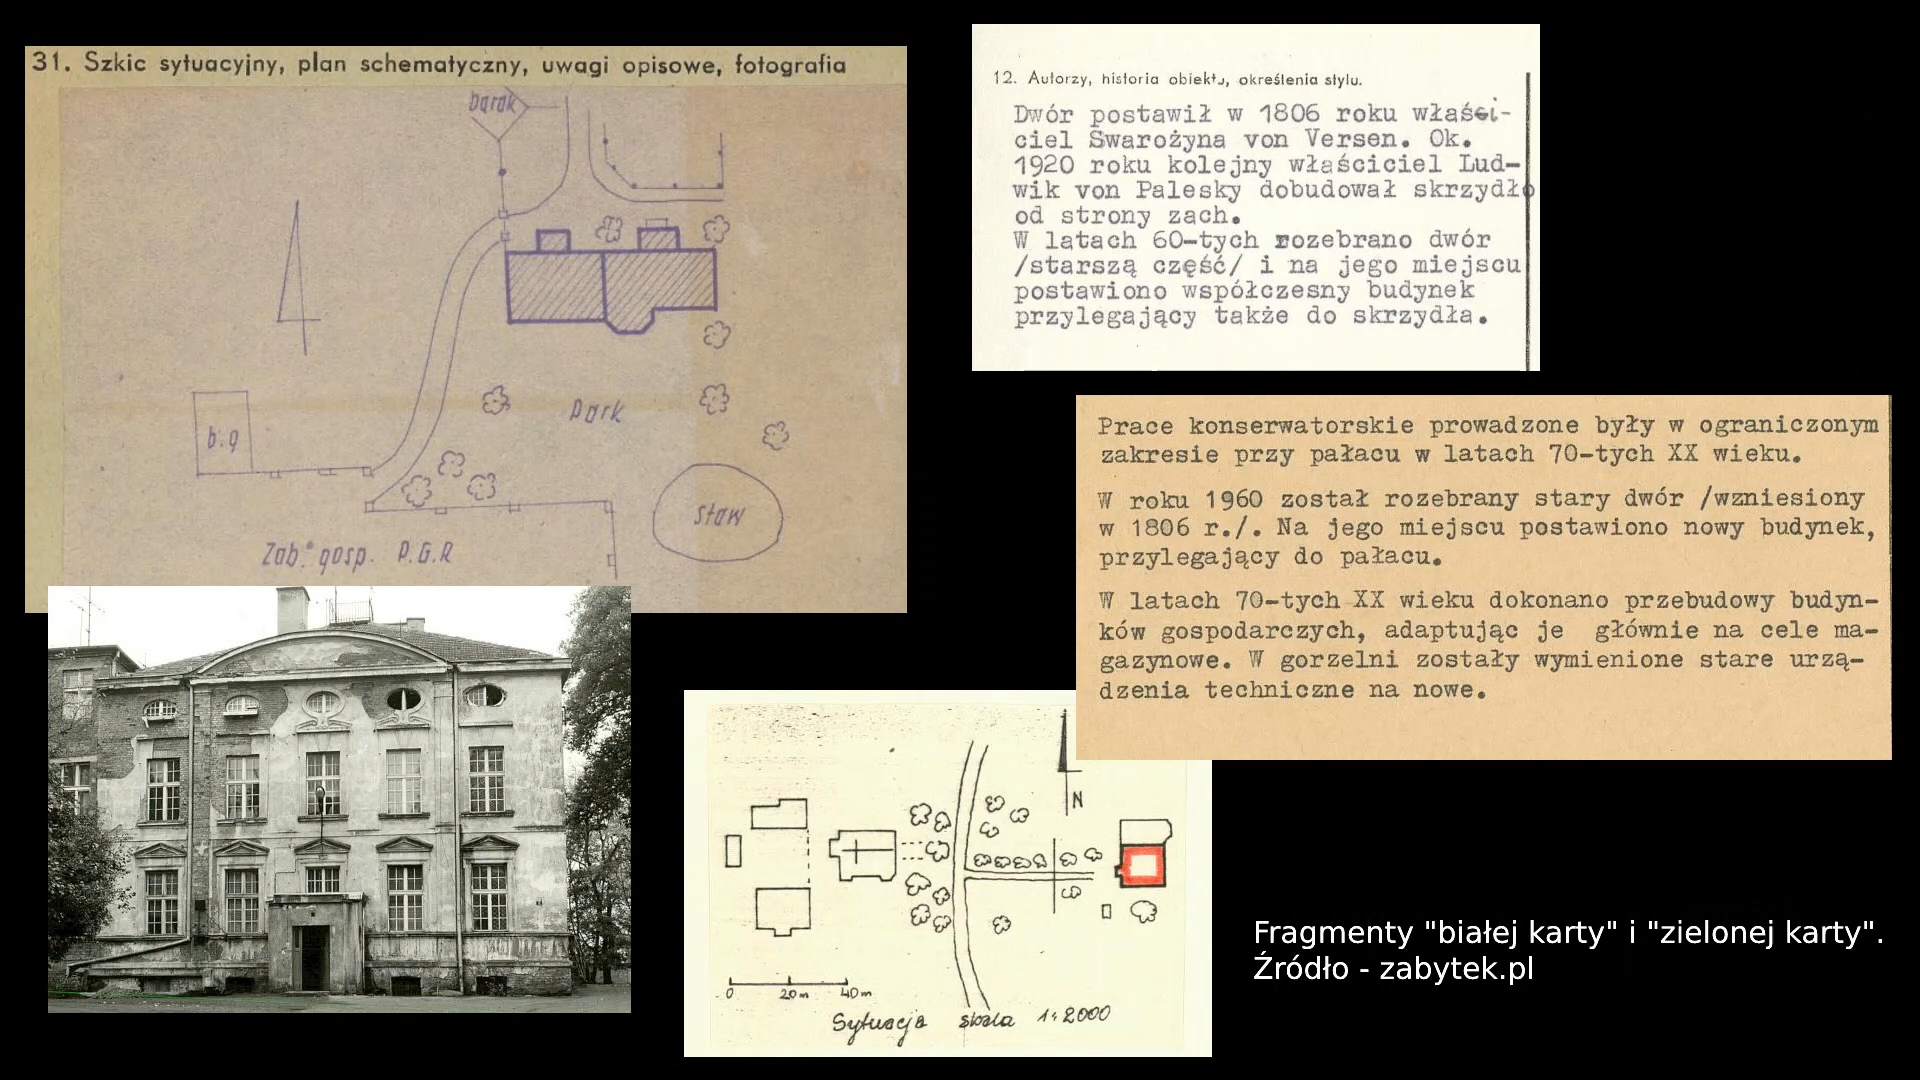 31. Szkic sytuacyjny, plan schematyczny, uwagi opisowe, fotografia
barak
b.g
Park
staw
Zab. gosp. P.G.R
12. Autorzy, historia obiektu, określenia stylu.
Dwór postawił w 1806 roku właści-
ciel Swarożyna von Versen. Ok.
1920 roku kolejny właściciel Lud-
wik von Palesky dobudował skrzydło
od strony zach.
W latach 60-tych rozebrano dwór
/starszą część/ i na jego miejscu
postawiono współczesny budynek
przylegający także do skrzydła.
Prace konserwatorskie prowadzone były w ograniczonym
zakresie przy pałacu w latach 70-tych XX wieku.
W roku 1960 został rozebrany stary dwór /wzniesiony
w 1806 r./. Na jego miejscu postawiono nowy budynek,
przylegający do pałacu.
W latach 70-tych XX wieku dokonano przebudowy budyn-
ków gospodarczych, adaptując je głównie na cele ma-
gazynowe. W gorzelni zostały wymienione stare urzą-
dzenia techniczne na nowe.
N
0 20m 40m
Sytuacja skala 1:2000
Fragmenty "białej karty" i "zielonej karty".
Źródło - zabytek.pl